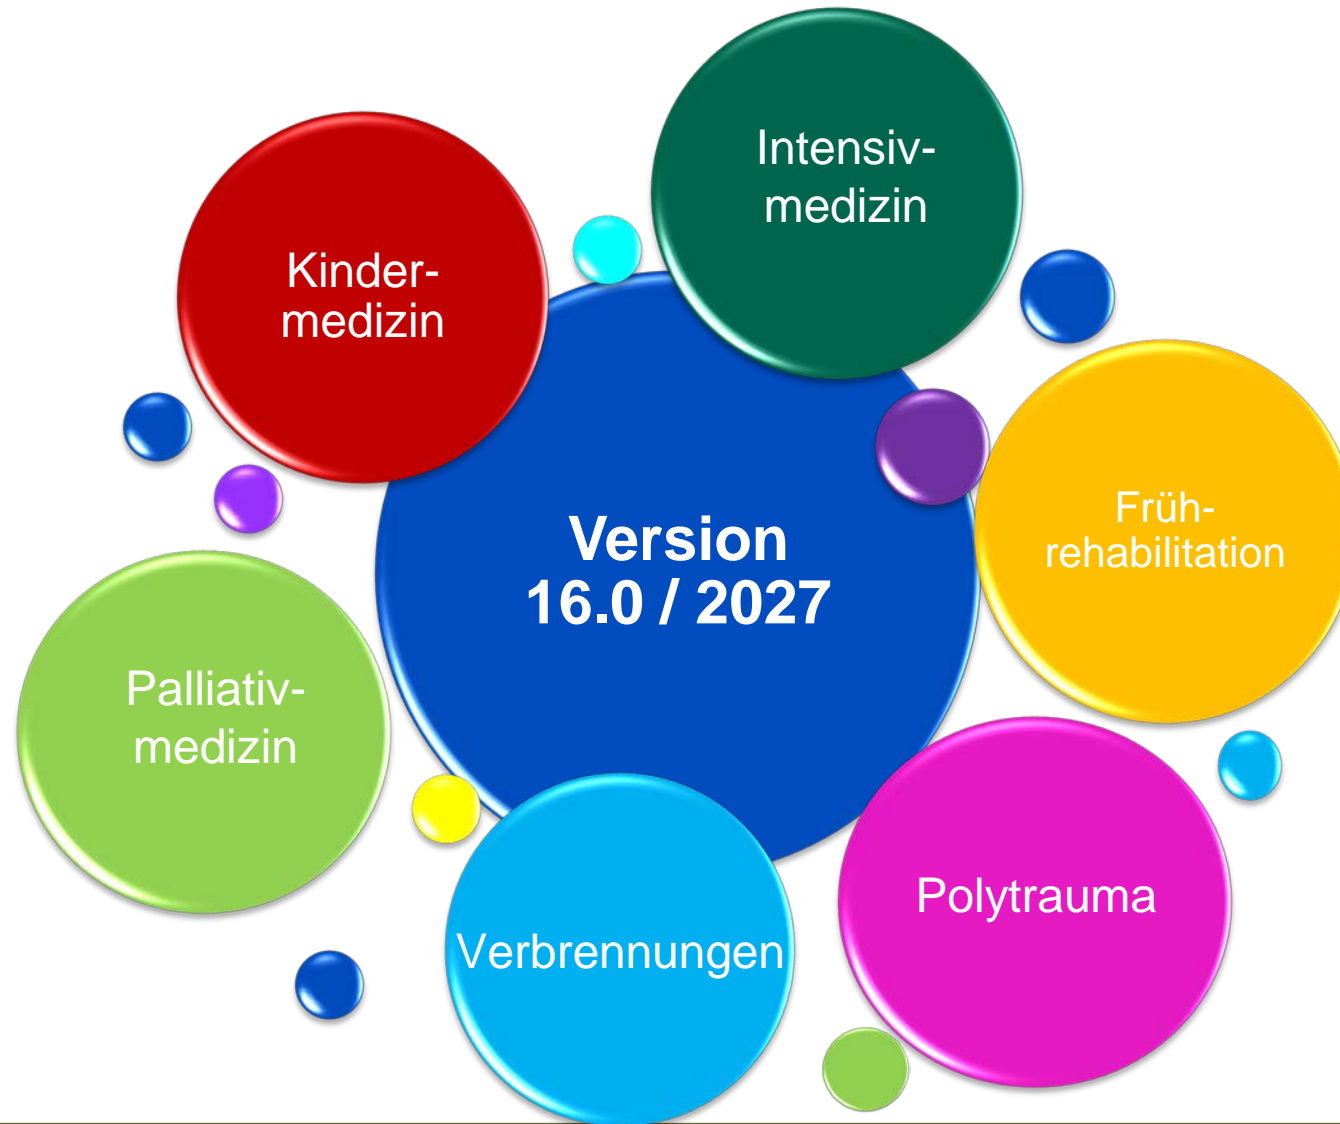 Intensiv-
medizin
Kinder-
medizin
Früh-
rehabilitation
Version
16.0 / 2027
Palliativ-
medizin
Polytrauma
Verbrennungen